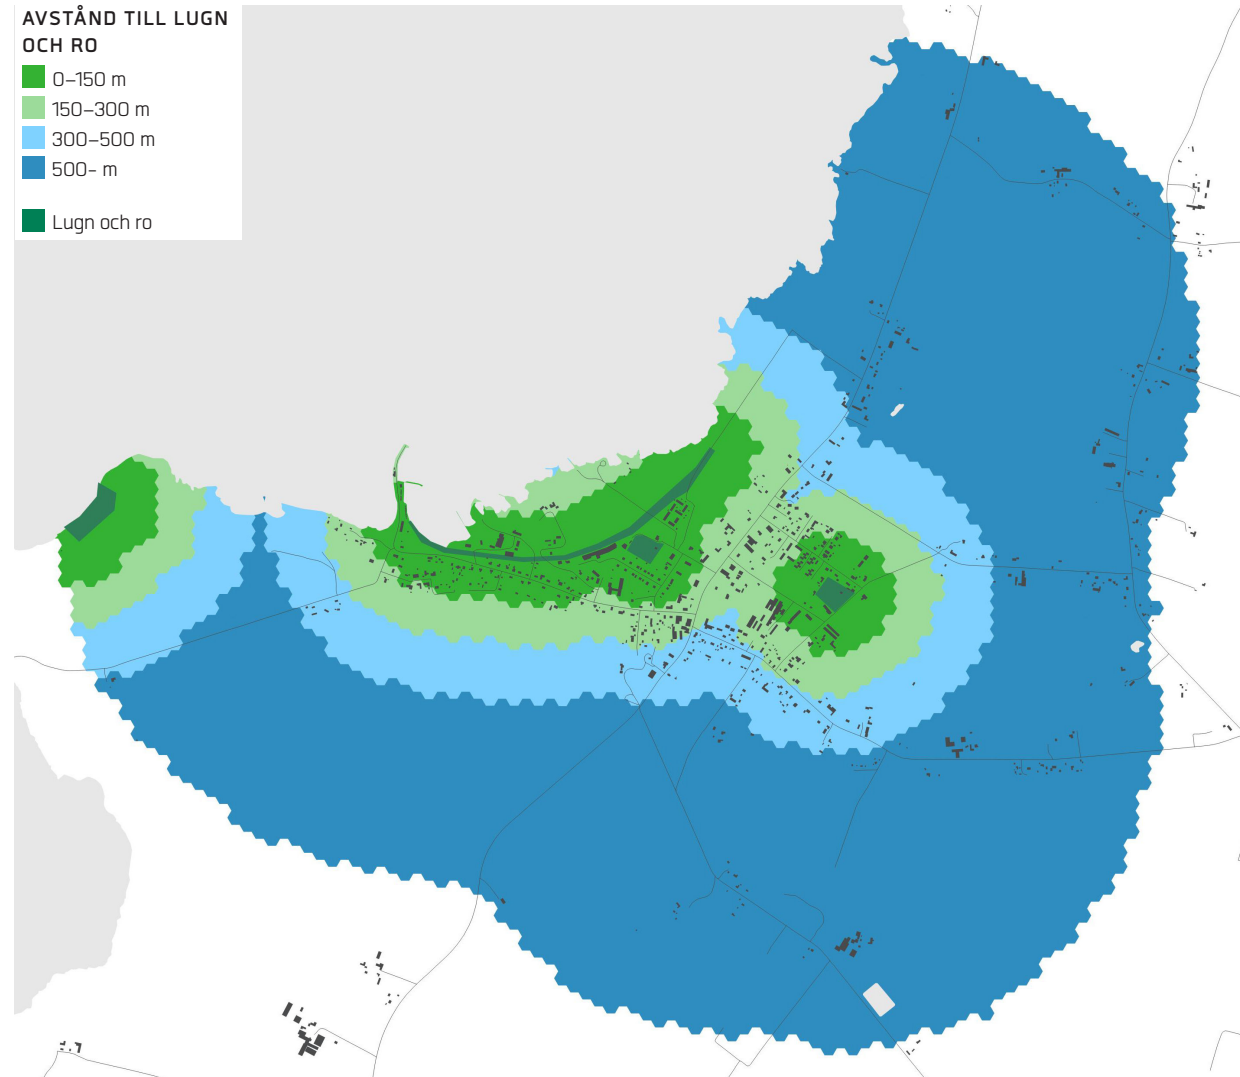 AVSTÅND TILL LUGN
OCH RO
0–150 m
150–300 m
300–500 m
500- m
Lugn och ro